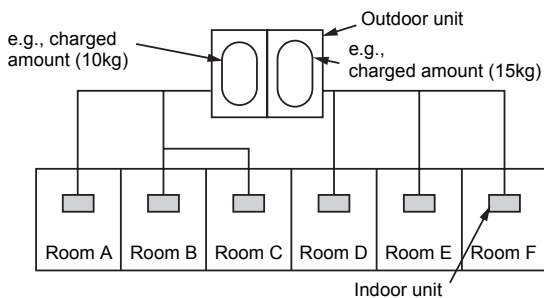 Outdoor unit
e.g., charged
amount (10kg)
e.g.,
charged amount (15kg)
Room A
Room B
Room C
Room D
Room E
Room F
Indoor unit